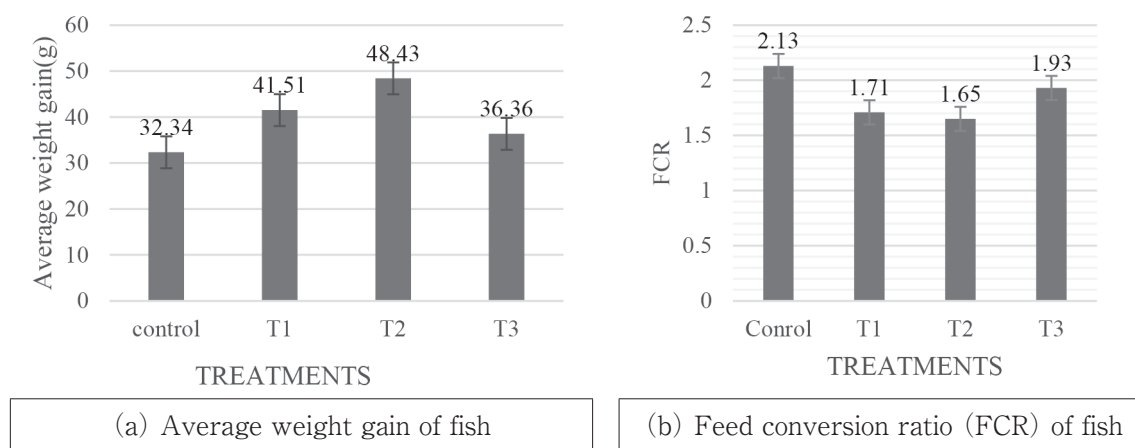 Average weight gain(g)
60
50
40
30
20
10
0
32.34
41.51
48.43
36.36
control T1 T2 T3
TREATMENTS
(a) Average weight gain of fish
FCR
2.5
2
1.5
1
0.5
0
2.13
1.71
1.65
1.93
Conrol T1 T2 T3
TREATMENTS
(b) Feed conversion ratio (FCR) of fish